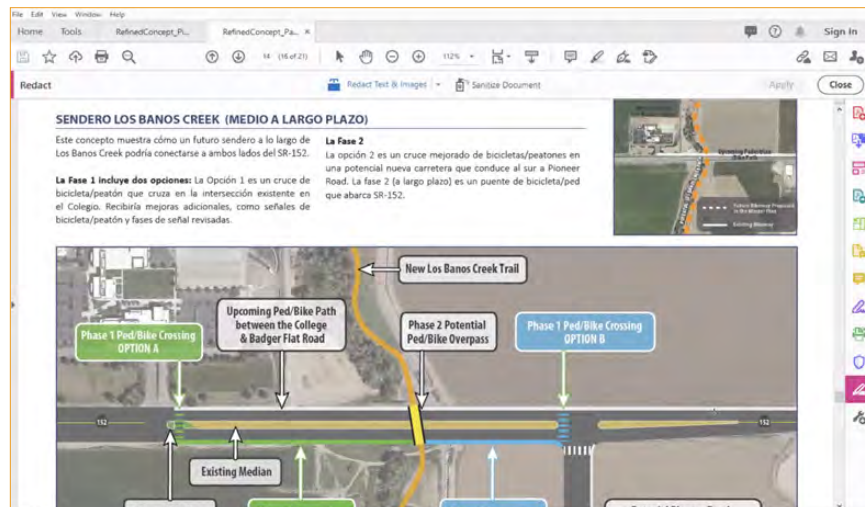 File Edit View Window Help
Home Tools RefinedConcept_Pi... RefinedConcept_Pa... × Sign In
14 (16 of 21) 112%
Redact Redact Text & Images Sanitize Document Apply Close
SENDERO LOS BANOS CREEK (MEDIO A LARGO PLAZO)
Este concepto muestra cómo un futuro sendero a lo largo de
Los Banos Creek podría conectarse a ambos lados del SR-152.
La Fase 1 incluye dos opciones: La Opción 1 es un cruce de
bicicleta/peatón que cruza en la intersección existente en
el Colegio. Recibiría mejoras adicionales, como señales de
bicicleta/peatón y fases de señal revisadas.
La Fase 2
La opción 2 es un cruce mejorado de bicicletas/peatones en
una potencial nueva carretera que conduce al sur a Pioneer
Road. La fase 2 (a largo plazo) es un puente de bicicleta/ped
que abarca SR-152.
Existing Bikeway
New Los Banos Creek Trail
Upcoming Ped/Bike Path
between the College
& Badger Flat Road
Phase 1 Ped/Bike Crossing
OPTION A
Phase 2 Potential
Ped/Bike Overpass
Phase 1 Ped/Bike Crossing
OPTION B
152
152
Existing Median